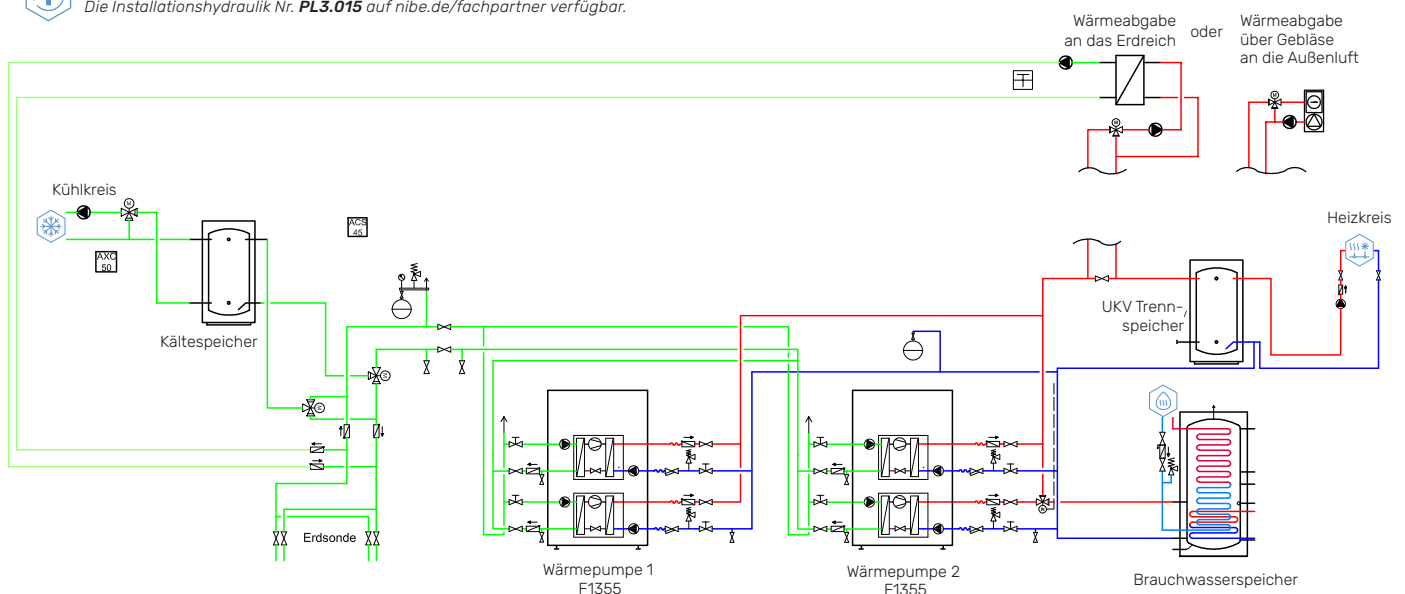 Die Installationshydraulik Nr. PL3.015 auf nibe.de/fachpartner verfügbar.
Wärmeabgabe
an das Erdreich
oder
Wärmeabgabe
über Gebläse
an die Außenluft
T
M
M
Kühlkreis
M
AXC
50
ACS
45
Kältespeicher
Heizkreis
UKV Trenn-
speicher
Erdsonde
Wärmepumpe 1
F1355
Wärmepumpe 2
F1355
Brauchwasserspeicher